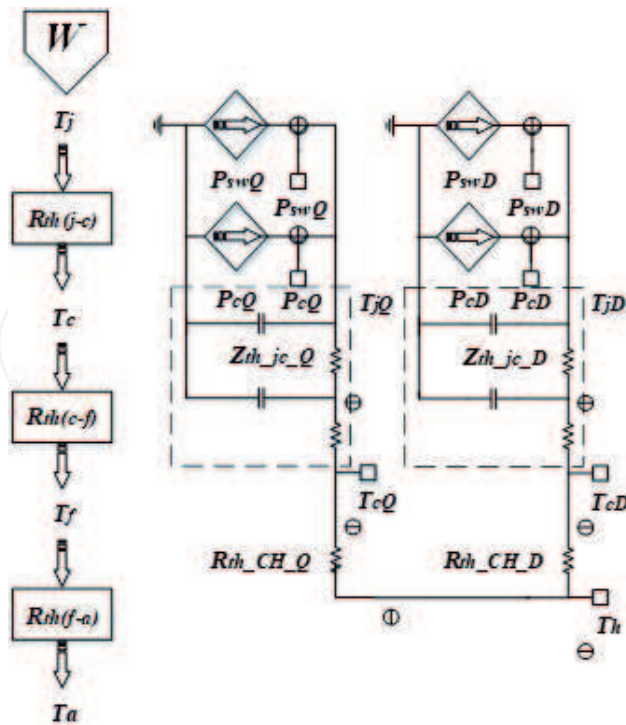 W
Tj
Rth(j-c)
Tc
Rth(c-f)
Tf
Rth(f-a)
Ta
PswQ
PswQ
PcQ PcQ
TjQ
Zth_jc_Q
TcQ
Rth_CH_Q
PswD
PswD
PcD PcD
TjD
Zth_jc_D
TcD
Rth_CH_D
Th